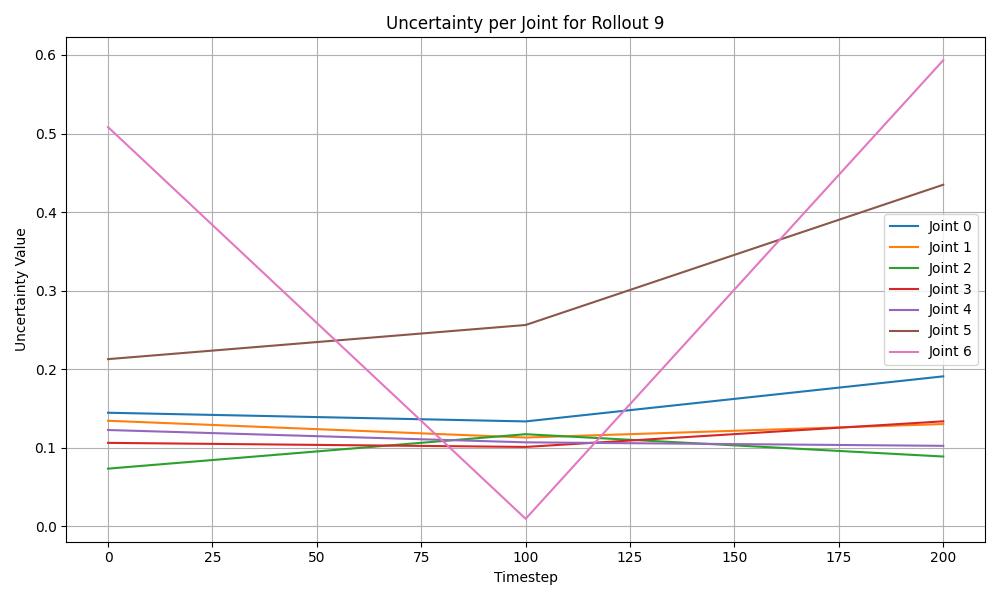 Uncertainty per Joint for Rollout 9
0.6
0.5
0.4
0.3
0.2
0.1
0.0
Uncertainty Value
Joint 0
Joint 1
Joint 2
Joint 3
Joint 4
Joint 5
Joint 6
0 25 50 75 100 125 150 175 200
Timestep